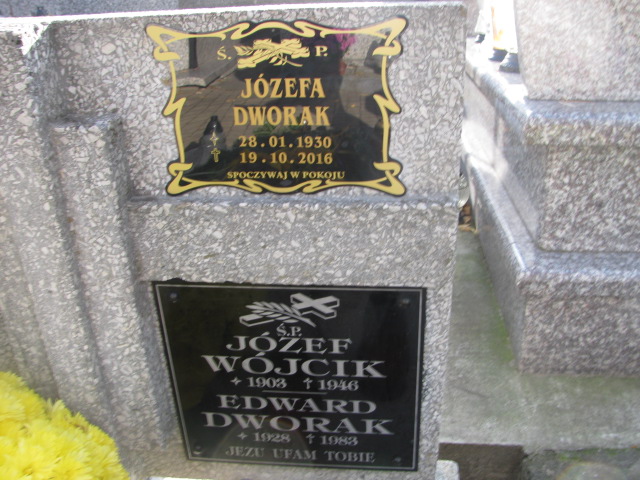 Ś. P.
JÓZEFA
DWORAK
28.01.1930
19.10.2016
SPOCZYWAJ W POKOJU
Ś.P.
JÓZEF
WÓJCIK
* 1903 † 1946
EDWARD
DWORAK
* 1928 † 1983
JEZU UFAM TOBIE